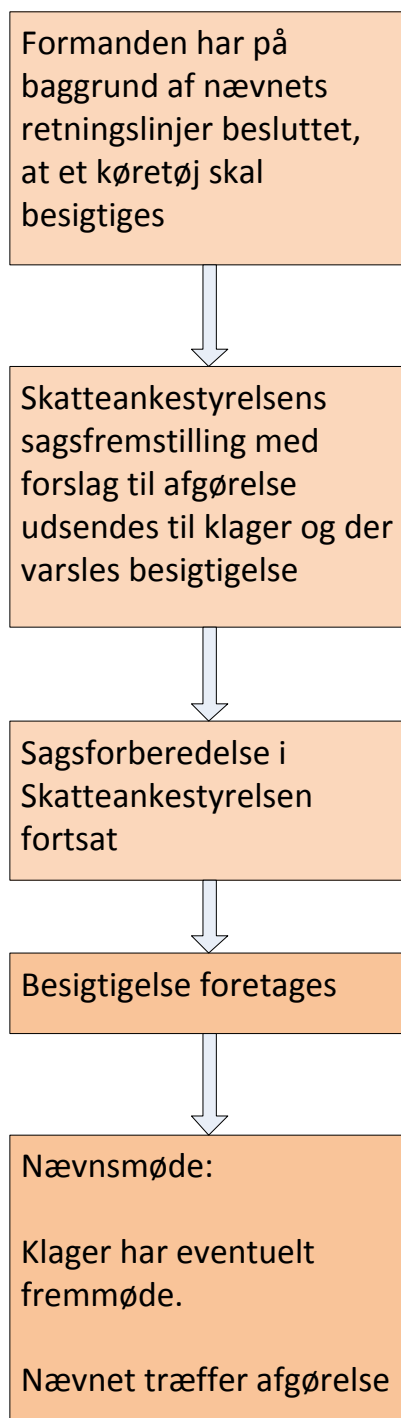 Formanden har på
baggrund af nævnets
retningslinjer besluttet,
at et køretøj skal
besigtiges
Skatteankestyrelsens
sagsfremstilling med
forslag til afgørelse
udsendes til klager og der
varsles besigtigelse
Sagsforberedelse i
Skatteankestyrelsen
fortsat
Besigtigelse foretages
Nævnsmøde:
Klager har eventuelt
fremmøde.
Nævnet træffer afgørelse